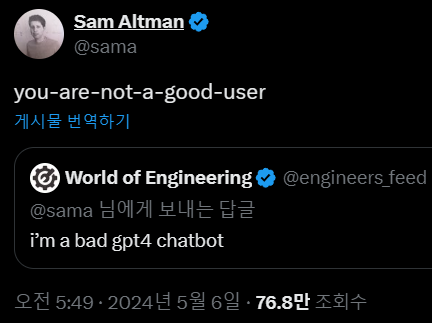 Sam Altman
@sama
you-are-not-a-good-user
게시물 번역하기
World of Engineering @engineers_feed
@sama 님에게 보내는 답글
i'm a bad gpt4 chatbot
오전 5:49 · 2024년 5월 6일 · 76.8만 조회수